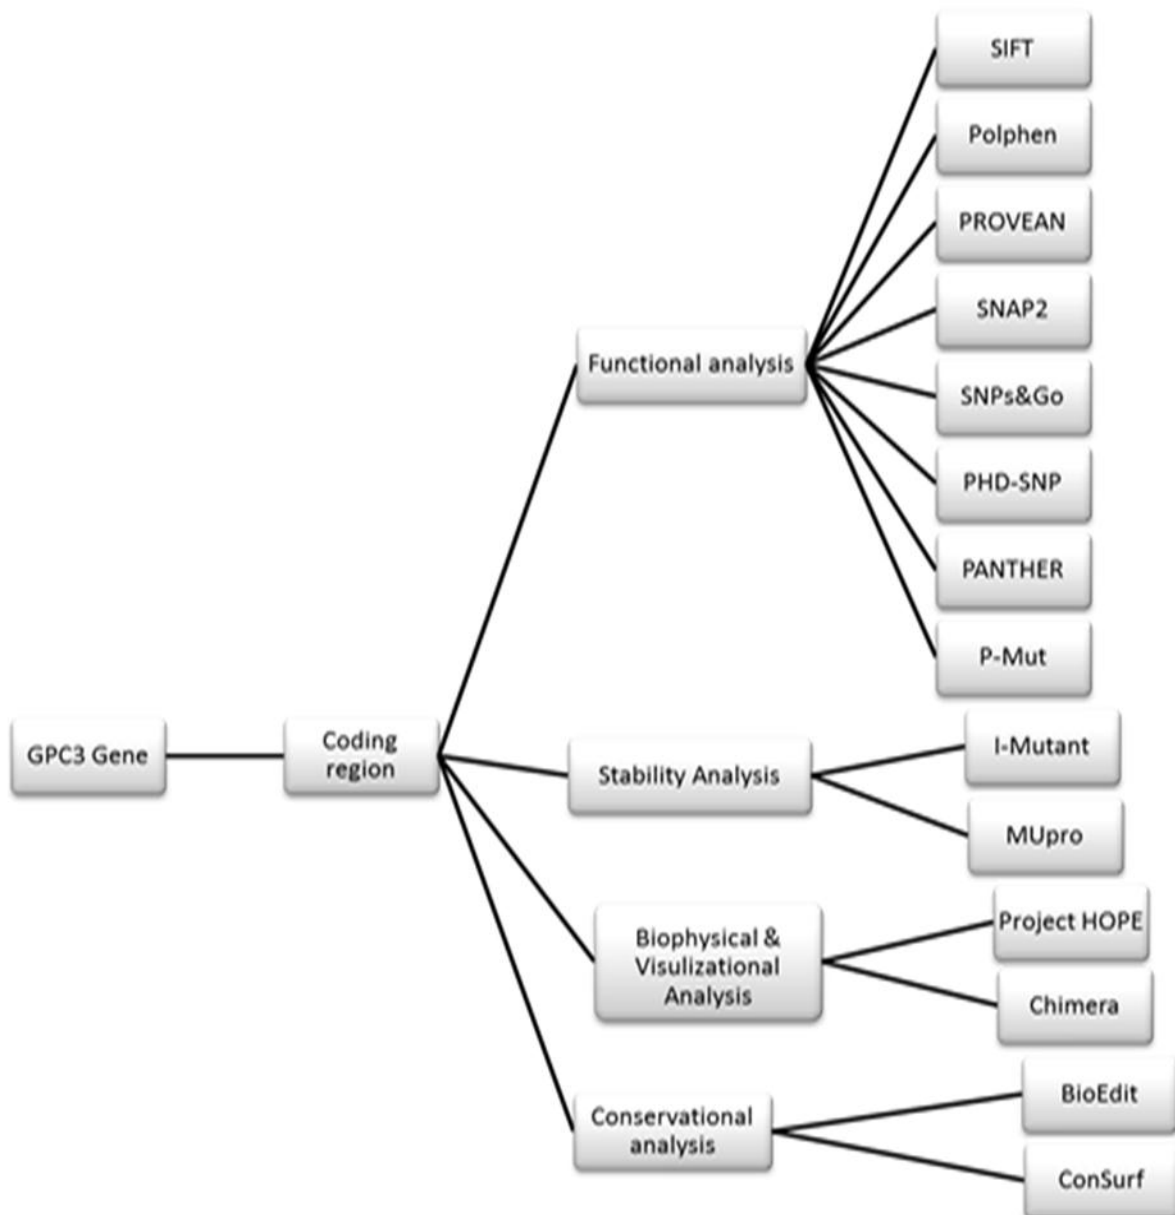 GPC3 Gene
Coding
region
Functional analysis
SIFT
Polphen
PROVEAN
SNAP2
SNPs&Go
PHD-SNP
PANTHER
P-Mut
Stability Analysis
I-Mutant
MUpro
Biophysical &
Visulizational
Analysis
Project HOPE
Chimera
Conservational
analysis
BioEdit
ConSurf